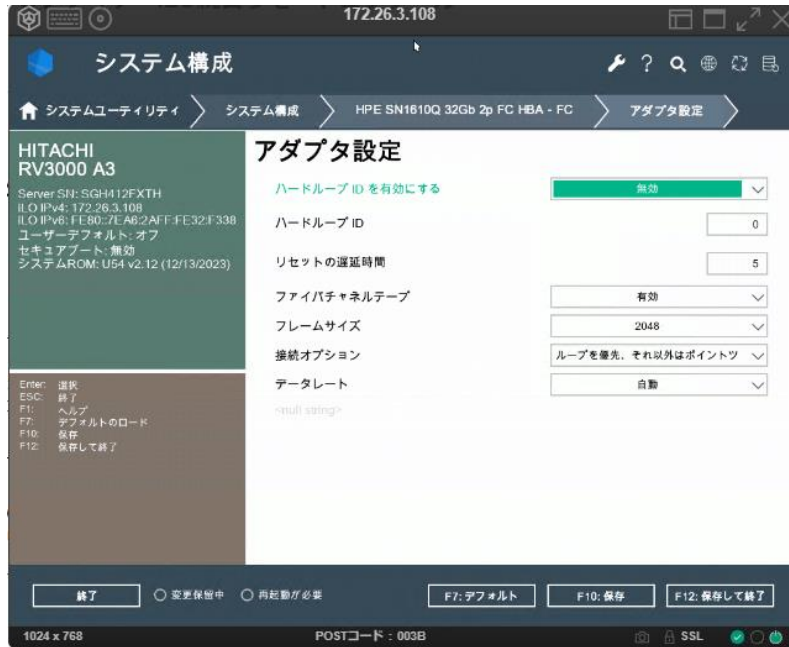 172.26.3.108
システム構成
システムユーティリティ
システム構成
HPE SN1610Q 32Gb 2p FC HBA - FC
アダプタ設定
HITACHI
RV3000 A3
Server SN: SGH412FXTH
iLO IPv4: 172.26.3.108
iLO IPv6: FE80::7EA6:2AFF:FE32:F338
ユーザーデフォルト: オフ
セキュアブート: 無効
システムROM: U54 v2.12 (12/13/2023)
Enter: 選択
ESC: 終了
F1: ヘルプ
F7: デフォルトのロード
F10: 保存
F12: 保存して終了
アダプタ設定
ハードループ ID を有効にする 無効
ハードループ ID 0
リセットの遅延時間 5
ファイバチャネルテープ 有効
フレームサイズ 2048
接続オプション ループを優先、それ以外はポイントツ
データレート 自動
<null string>
終了
変更保留中
再起動が必要
F7: デフォルト
F10: 保存
F12: 保存して終了
1024 x 768
POSTコード : 003B
SSL